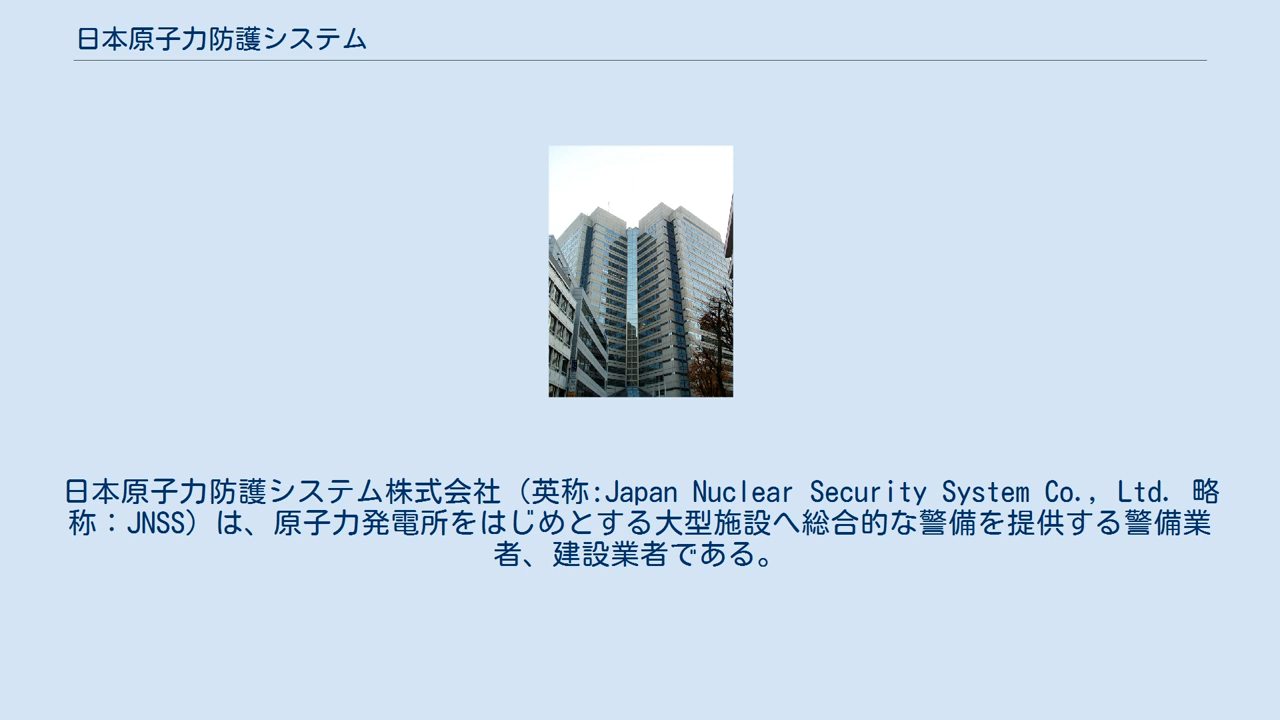 日本原子力防護システム
日本原子力防護システム株式会社（英称:Japan Nuclear Security System Co., Ltd. 略
称：JNSS）は、原子力発電所をはじめとする大型施設へ総合的な警備を提供する警備業
者、建設業者である。